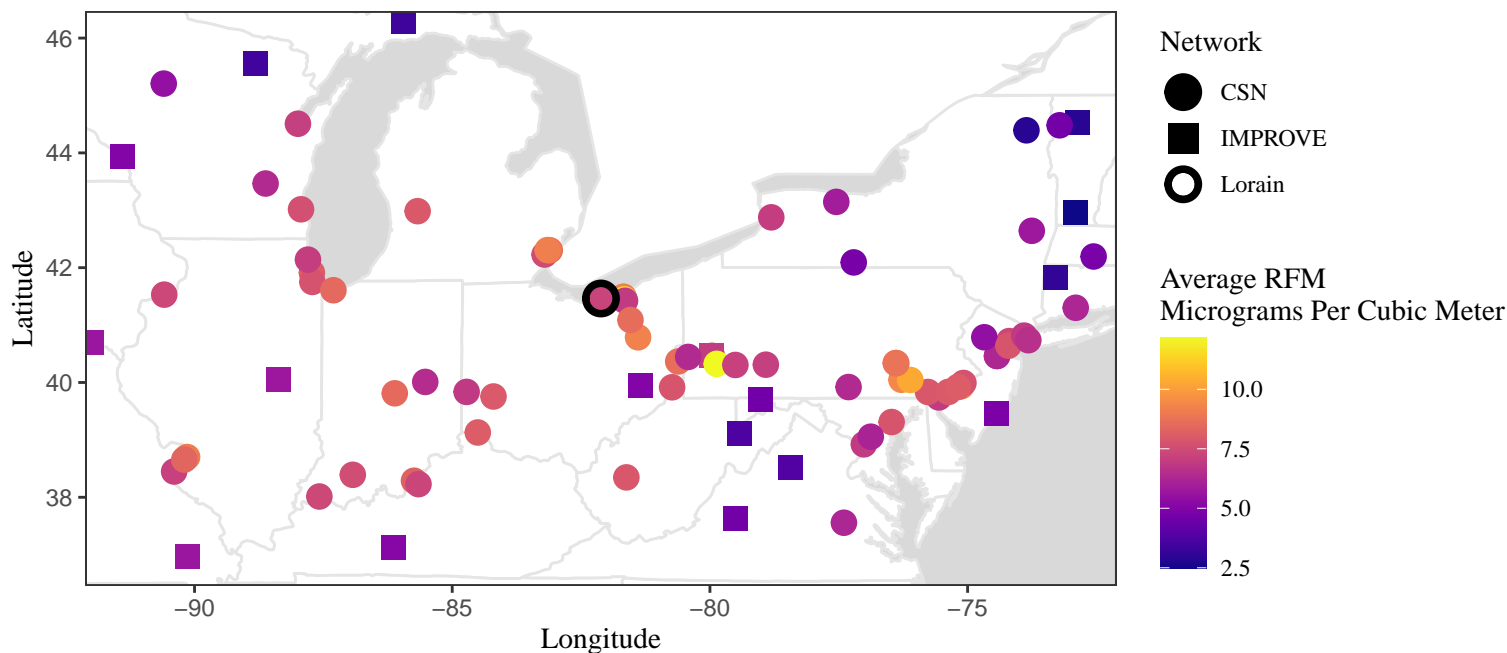 46
44
42
40
38
−90
−85
−80
−75
Latitude
Longitude
Network
CSN
IMPROVE
Lorain
Average RFM
Micrograms Per Cubic Meter
10.0
7.5
5.0
2.5